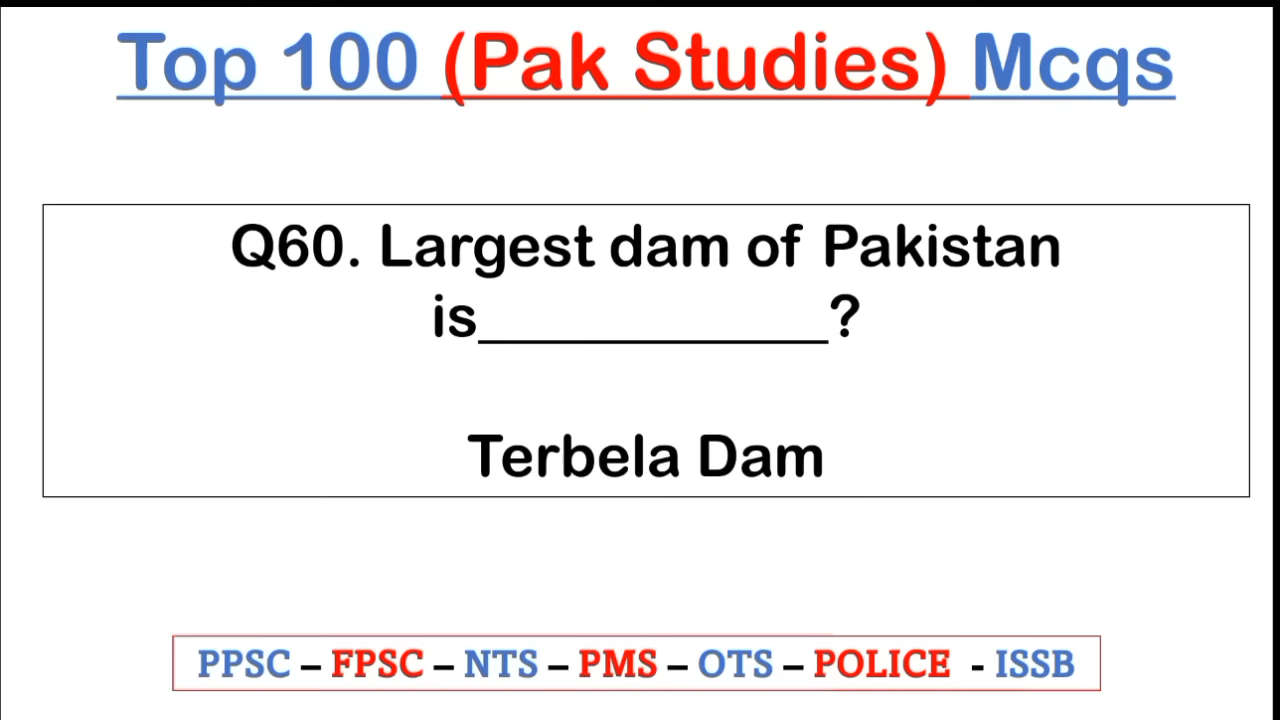 Top 100 (Pak Studies) Mcqs
Q60. Largest dam of Pakistan
is____________?
Terbela Dam
PPSC – FPSC – NTS – PMS – OTS – POLICE - ISSB